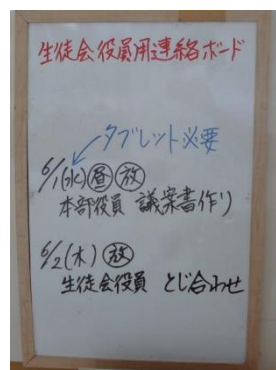 生徒会役員用連絡ボード
タブレット必要
6/1(水)昼放
本部役員 議案書作り
6/2(木)放
生徒会役員 とじ合わせ